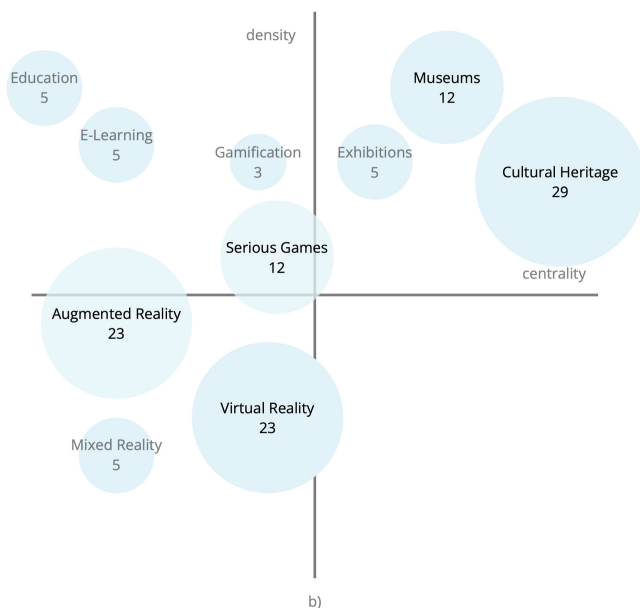 density
Education
5
Museums
12
E-Learning
5
Gamification
3
Exhibitions
5
Cultural Heritage
29
Serious Games
12
centrality
Augmented Reality
23
Virtual Reality
23
Mixed Reality
5
b)